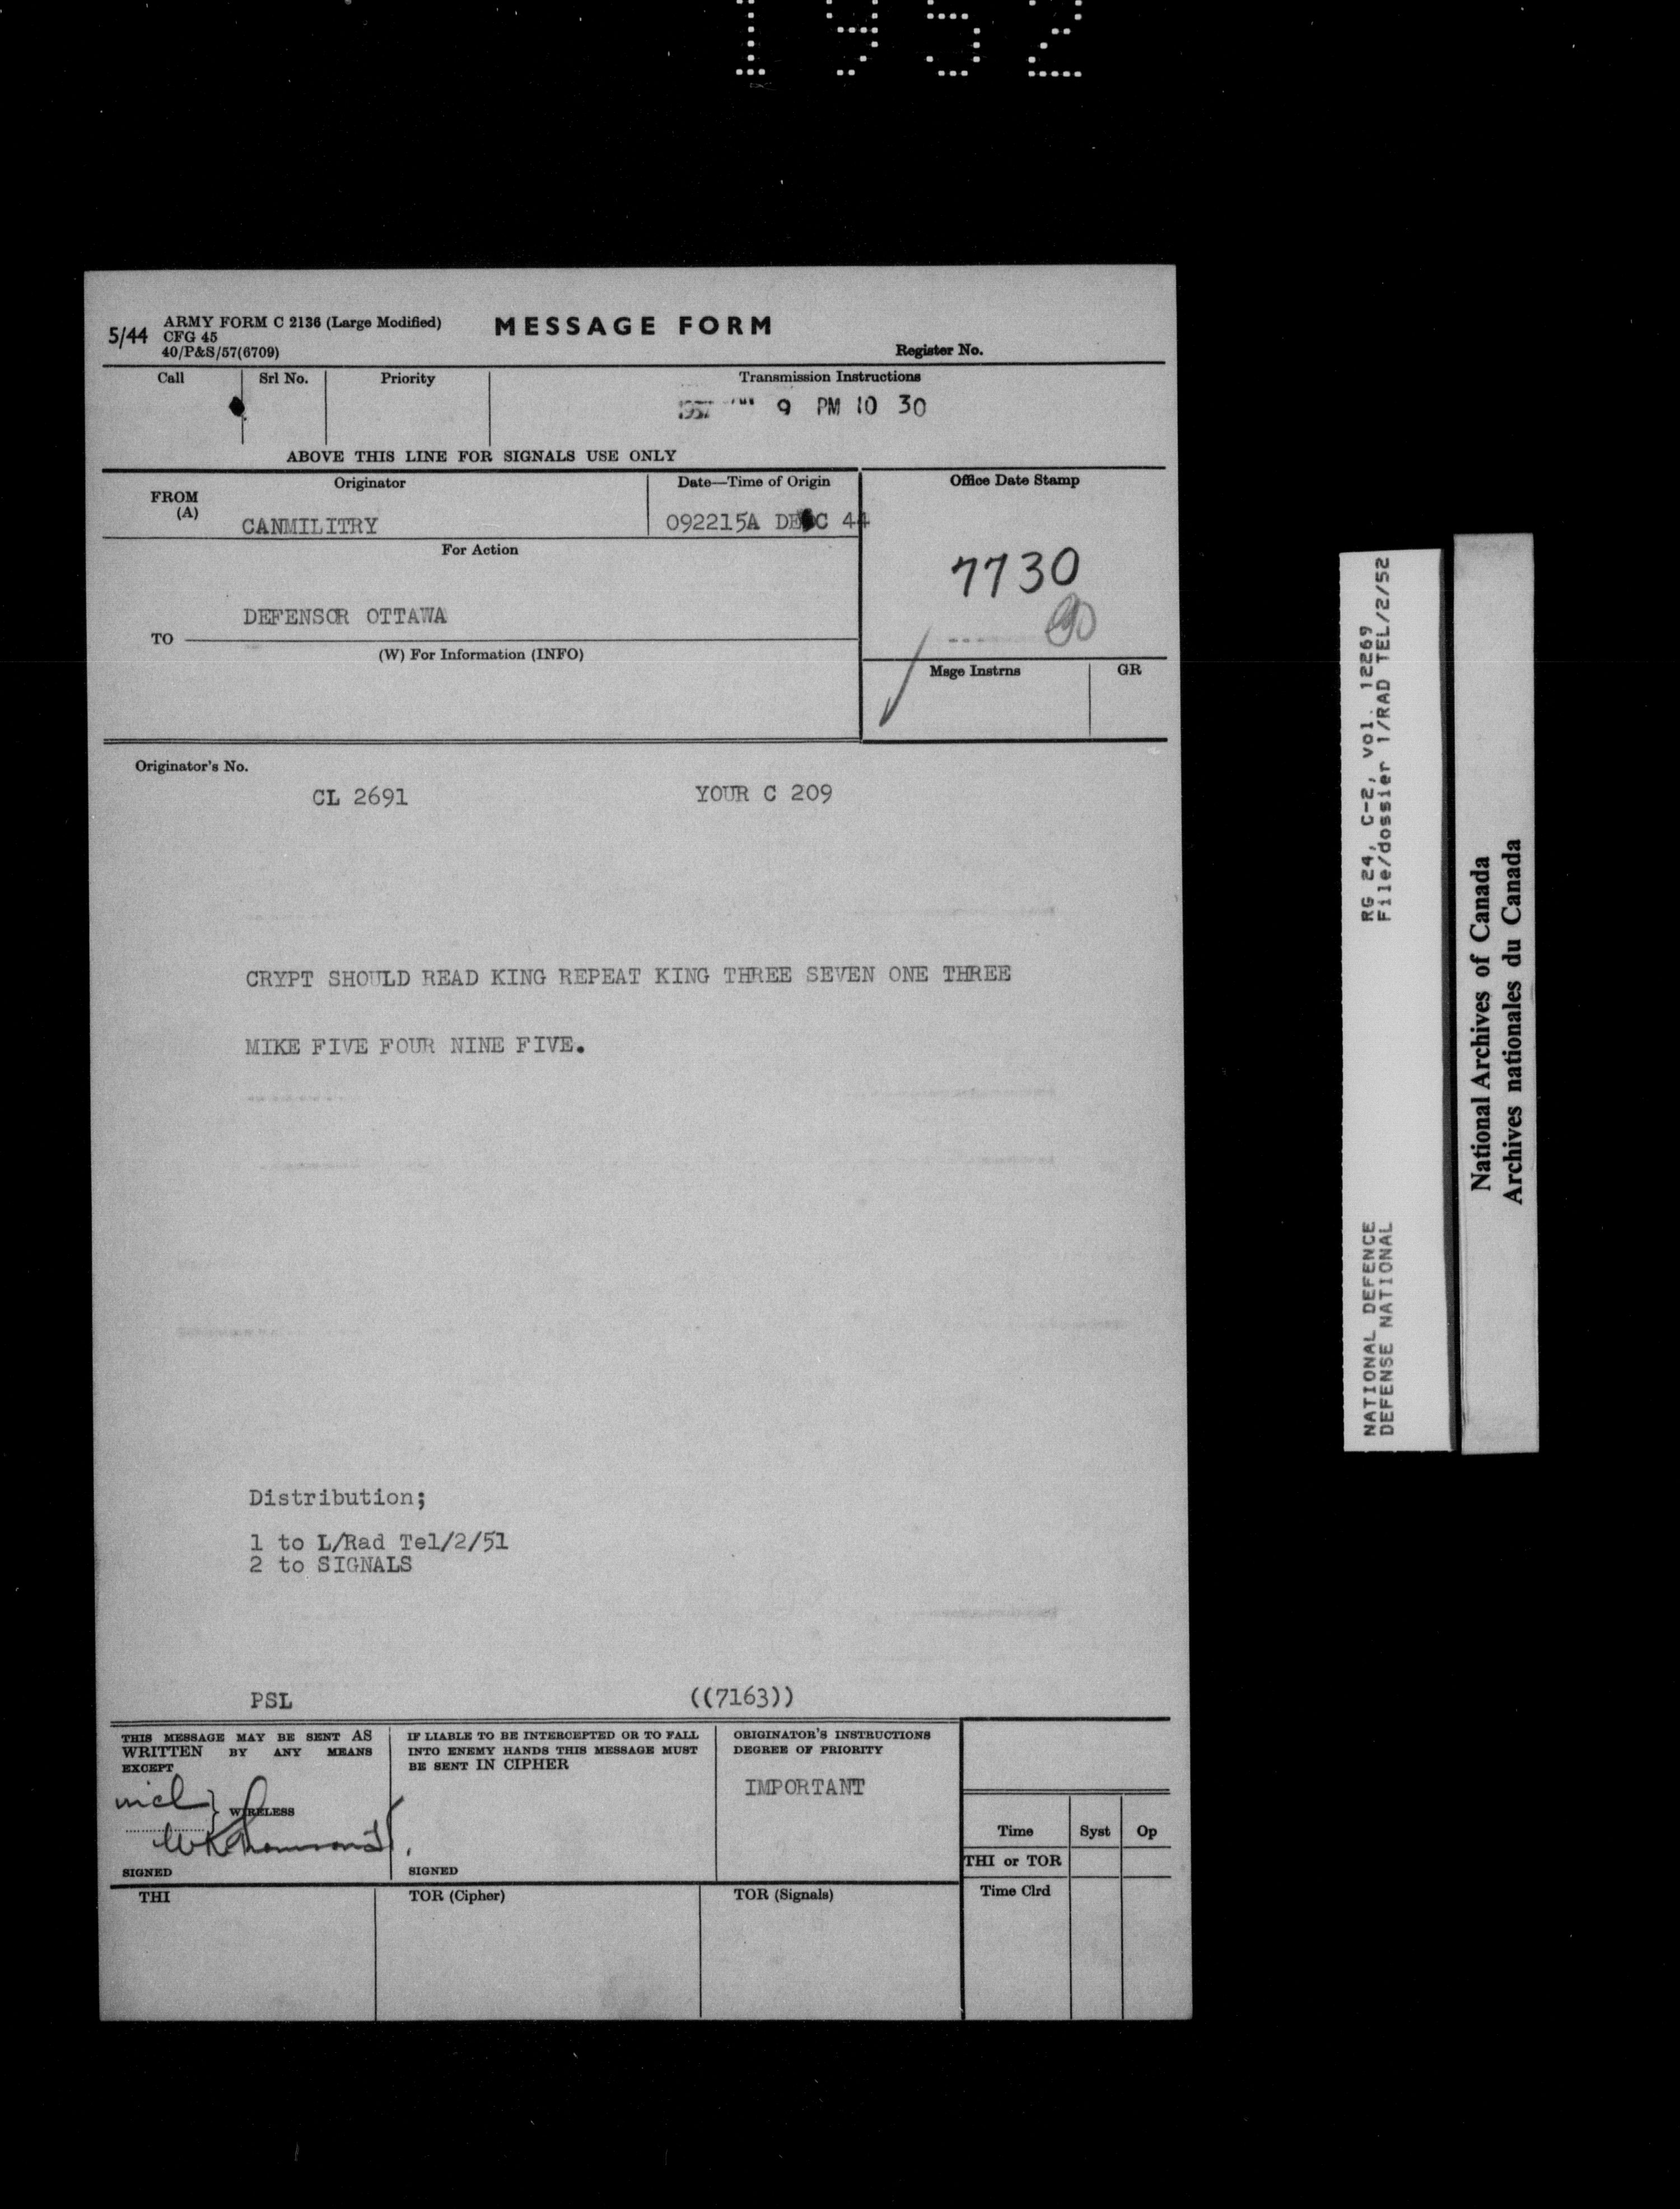 1952
5/44 ARMY FORM C 2136 (Large Modified)
CFG 45
40/P&S/57(6709)
MESSAGE FORM
Register No.
Call Srl No. Priority Transmission Instructions
9 PM 10 30
ABOVE THIS LINE FOR SIGNALS USE ONLY
FROM
(A)
Originator
CANMILITRY
Date—Time of Origin
092215A DEC 44
Office Date Stamp
7730
For Action
DEFENSOR OTTAWA
TO
(W) For Information (INFO)
Msge Instrns GR
Originator's No.
CL 2691 YOUR C 209
CRYPT SHOULD READ KING REPEAT KING THREE SEVEN ONE THREE
MIKE FIVE FOUR NINE FIVE.
Distribution;
1 to L/Rad Tel/2/51
2 to SIGNALS
PSL ((7163))
THIS MESSAGE MAY BE SENT AS
WRITTEN BY ANY MEANS
EXCEPT
incl } WIRELESS
SIGNED
IF LIABLE TO BE INTERCEPTED OR TO FALL
INTO ENEMY HANDS THIS MESSAGE MUST
BE SENT IN CIPHER
SIGNED
ORIGINATOR'S INSTRUCTIONS
DEGREE OF PRIORITY
IMPORTANT
Time Syst Op
THI or TOR
Time Clrd
THI TOR (Cipher) TOR (Signals)
NATIONAL DEFENCE RG 24, C-2, vol. 12269
DEFENSE NATIONAL File/dossier 1/RAD TEL/2/52
National Archives of Canada
Archives nationales du Canada